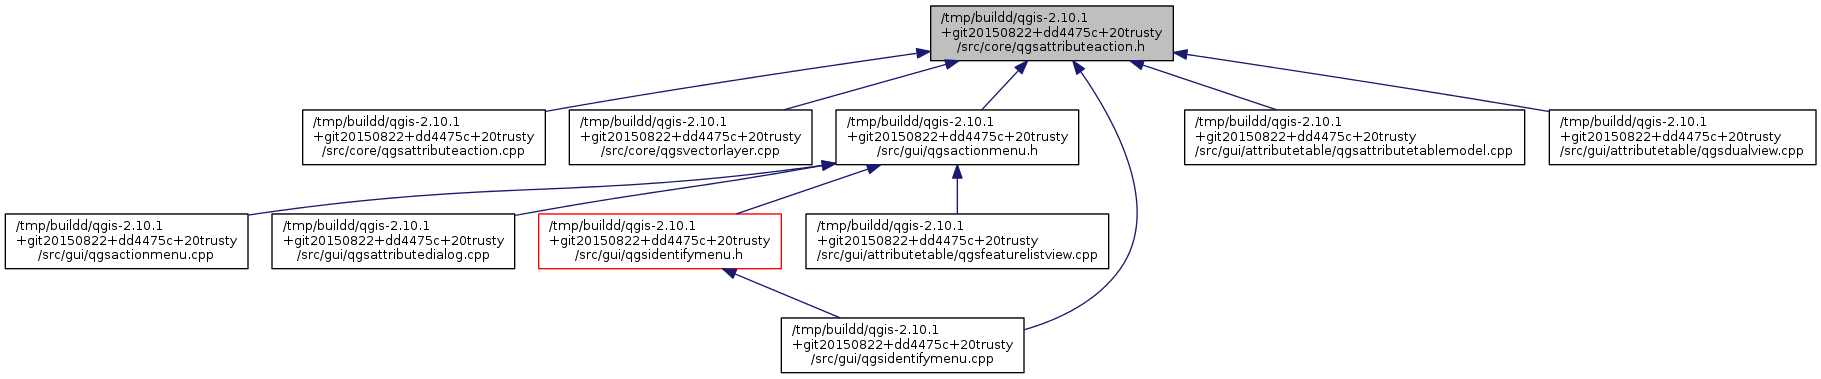 /tmp/buildd/qgis-2.10.1
+git20150822+dd4475c+20trusty
/src/core/qgsattributeaction.h
/tmp/buildd/qgis-2.10.1
+git20150822+dd4475c+20trusty
/src/core/qgsattributeaction.cpp
/tmp/buildd/qgis-2.10.1
+git20150822+dd4475c+20trusty
/src/core/qgsvectorlayer.cpp
/tmp/buildd/qgis-2.10.1
+git20150822+dd4475c+20trusty
/src/gui/qgsactionmenu.h
/tmp/buildd/qgis-2.10.1
+git20150822+dd4475c+20trusty
/src/gui/attributetable/qgsattributetablemodel.cpp
/tmp/buildd/qgis-2.10.1
+git20150822+dd4475c+20trusty
/src/gui/attributetable/qgsdualview.cpp
/tmp/buildd/qgis-2.10.1
+git20150822+dd4475c+20trusty
/src/gui/qgsactionmenu.cpp
/tmp/buildd/qgis-2.10.1
+git20150822+dd4475c+20trusty
/src/gui/qgsattributedialog.cpp
/tmp/buildd/qgis-2.10.1
+git20150822+dd4475c+20trusty
/src/gui/qgsidentifymenu.h
/tmp/buildd/qgis-2.10.1
+git20150822+dd4475c+20trusty
/src/gui/attributetable/qgsfeaturelistview.cpp
/tmp/buildd/qgis-2.10.1
+git20150822+dd4475c+20trusty
/src/gui/qgsidentifymenu.cpp